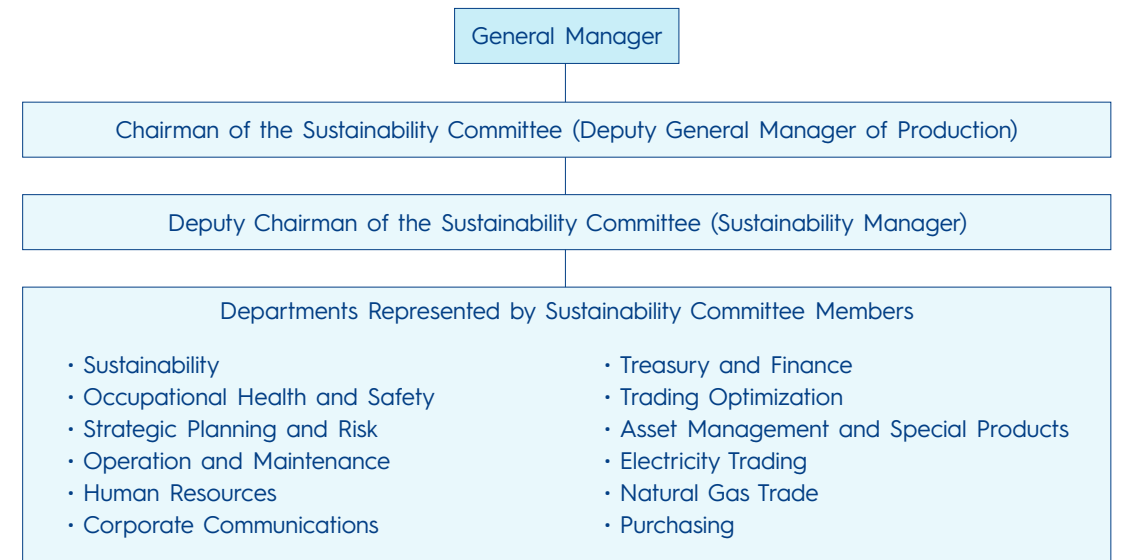 General Manager
Chairman of the Sustainability Committee (Deputy General Manager of Production)
Deputy Chairman of the Sustainability Committee (Sustainability Manager)
Departments Represented by Sustainability Committee Members
• Sustainability
• Occupational Health and Safety
• Strategic Planning and Risk
• Operation and Maintenance
• Human Resources
• Corporate Communications
• Treasury and Finance
• Trading Optimization
• Asset Management and Special Products
• Electricity Trading
• Natural Gas Trade
• Purchasing